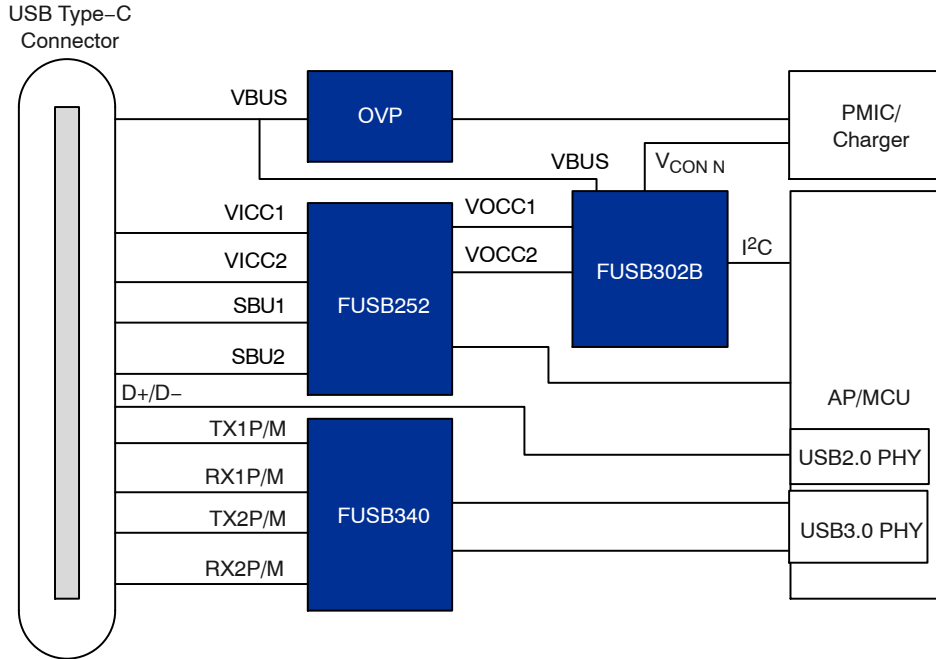 USB Type−C
Connector
VBUS
OVP
PMIC/
Charger
VBUS
VCON N
VICC1
VOCC1
VICC2
VOCC2
I2C
FUSB302B
SBU1
FUSB252
SBU2
D+/D−
AP/MCU
TX1P/M
USB2.0 PHY
RX1P/M
TX2P/M
FUSB340
USB3.0 PHY
RX2P/M